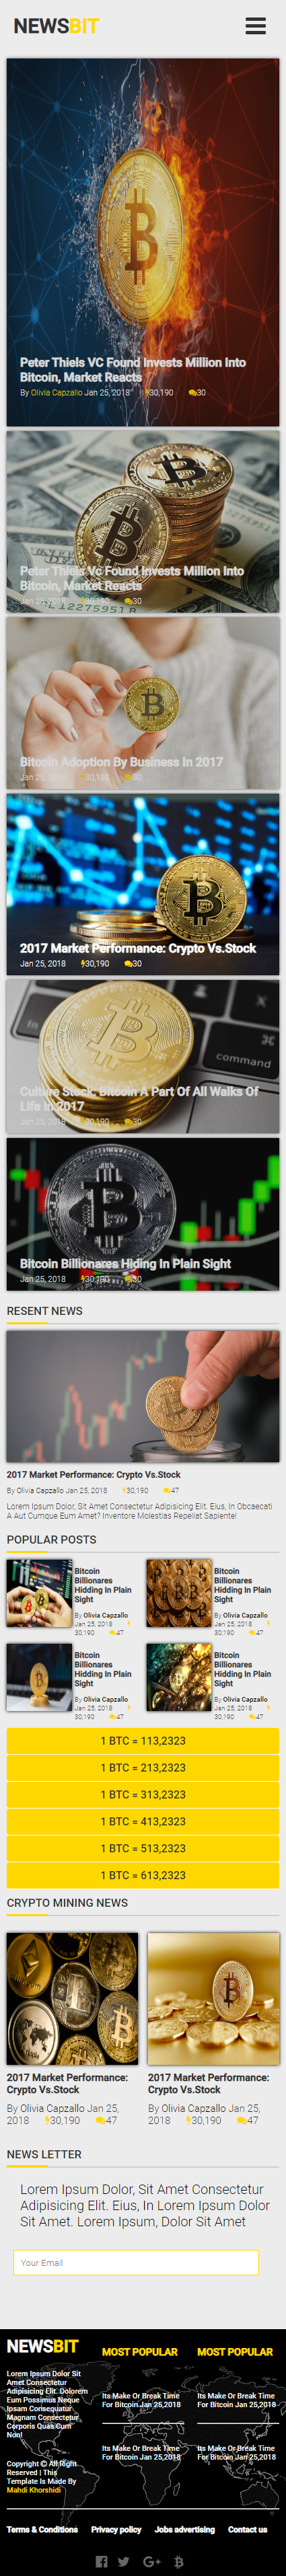 NEWSBIT
Peter Thiels VC Found Invests Million Into
Bitcoin, Market Reacts
By Olivia Capzallo Jan 25, 2018 30,190 30
Peter Thiels Vc Found Invests Million Into
Bitcoin, Market Reacts
Jan 25, 2018 30,190 30
Bitcoin Adoption By Business In 2017
Jan 25, 2018 30,190 30
2017 Market Performance: Crypto Vs.Stock
Jan 25, 2018 30,190 30
command
Culture Stock: Bitcoin A Part Of All Walks Of
Life In 2017
Jan 25, 2018 30,190 30
Bitcoin Billionares Hiding In Plain Sight
Jan 25, 2018 30,190 30
RESENT NEWS
2017 Market Performance: Crypto Vs.Stock
By Olivia Capzallo Jan 25, 2018 30,190 47
Lorem Ipsum Dolor, Sit Amet Consectetur Adipisicing Elit. Eius, In Obcaecati
A Aut Cumque Eum Amet? Inventore Molestias Repellat Sapiente!
POPULAR POSTS
Bitcoin
Billionares
Hidding In Plain
Sight
By Olivia Capzallo
Jan 25, 2018
30,190 47
Bitcoin
Billionares
Hidding In Plain
Sight
By Olivia Capzallo
Jan 25, 2018
30,190 47
Bitcoin
Billionares
Hidding In Plain
Sight
By Olivia Capzallo
Jan 25, 2018
30,190 47
Bitcoin
Billionares
Hidding In Plain
Sight
By Olivia Capzallo
Jan 25, 2018
30,190 47
1 BTC = 113,2323
1 BTC = 213,2323
1 BTC = 313,2323
1 BTC = 413,2323
1 BTC = 513,2323
1 BTC = 613,2323
CRYPTO MINING NEWS
2017 Market Performance:
Crypto Vs.Stock
By Olivia Capzallo Jan 25,
2018 30,190 47
2017 Market Performance:
Crypto Vs.Stock
By Olivia Capzallo Jan 25,
2018 30,190 47
NEWS LETTER
Lorem Ipsum Dolor, Sit Amet Consectetur
Adipisicing Elit. Eius, In Lorem Ipsum Dolor
Sit Amet. Lorem Ipsum, Dolor Sit Amet
Your Email
NEWSBIT
Lorem Ipsum Dolor Sit
Amet Consectetur
Adipisicing Elit. Dolorem
Eum Possimus Neque
Ipsam Consequatur
Magnam Consectetur
Corporis Quas Cum
Non!
Copyright © All Right
Reserved | This
Template Is Made By
Mahdi Khorshidi
MOST POPULAR
Its Make Or Break Time
For Bitcoin Jan 25,2018
Its Make Or Break Time
For Bitcoin Jan 25,2018
MOST POPULAR
Its Make Or Break Time
For Bitcoin Jan 25,2018
Its Make Or Break Time
For Bitcoin Jan 25,2018
Terms & Conditions Privacy policy Jobs advertising Contact us